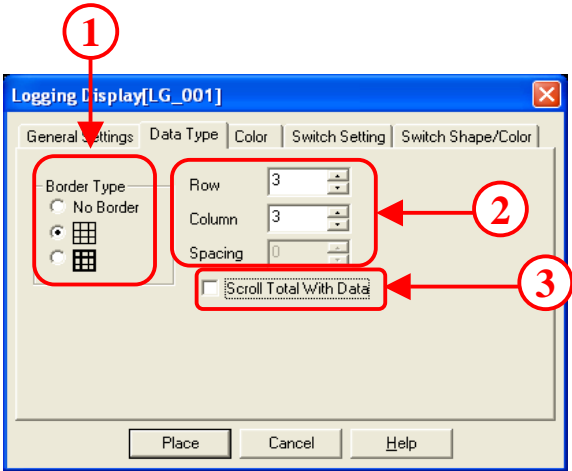 1
Logging Display[LG_001]
General Settings Data Type Color Switch Setting Switch Shape/Color
Border Type
No Border
Row 3
Column 3
Spacing 0
2
Scroll Total With Data
3
Place Cancel Help